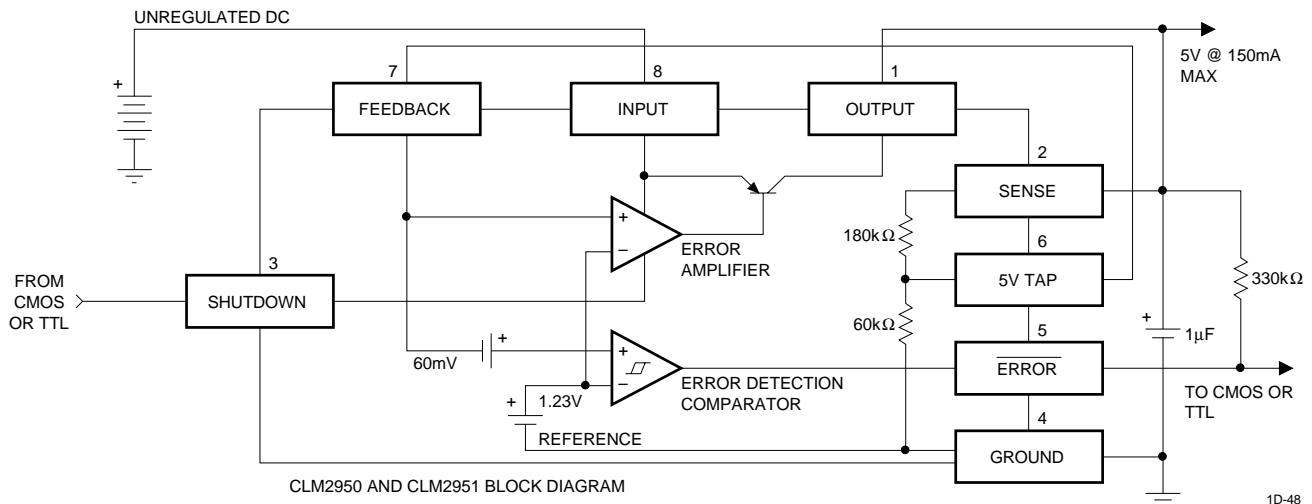 UNREGULATED DC
5V @ 150mA
MAX
7
8
1
FEEDBACK
INPUT
OUTPUT
+
2
SENSE
180kΩ
+
−
ERROR
AMPLIFIER
6
5V TAP
330kΩ
3
FROM
CMOS
OR TTL
SHUTDOWN
60kΩ
+
1µF
5
60mV
+
+
−
ERROR
ERROR DETECTION
COMPARATOR
TO CMOS OR
TTL
+
1.23V
REFERENCE
4
GROUND
CLM2950 AND CLM2951 BLOCK DIAGRAM
1D-48